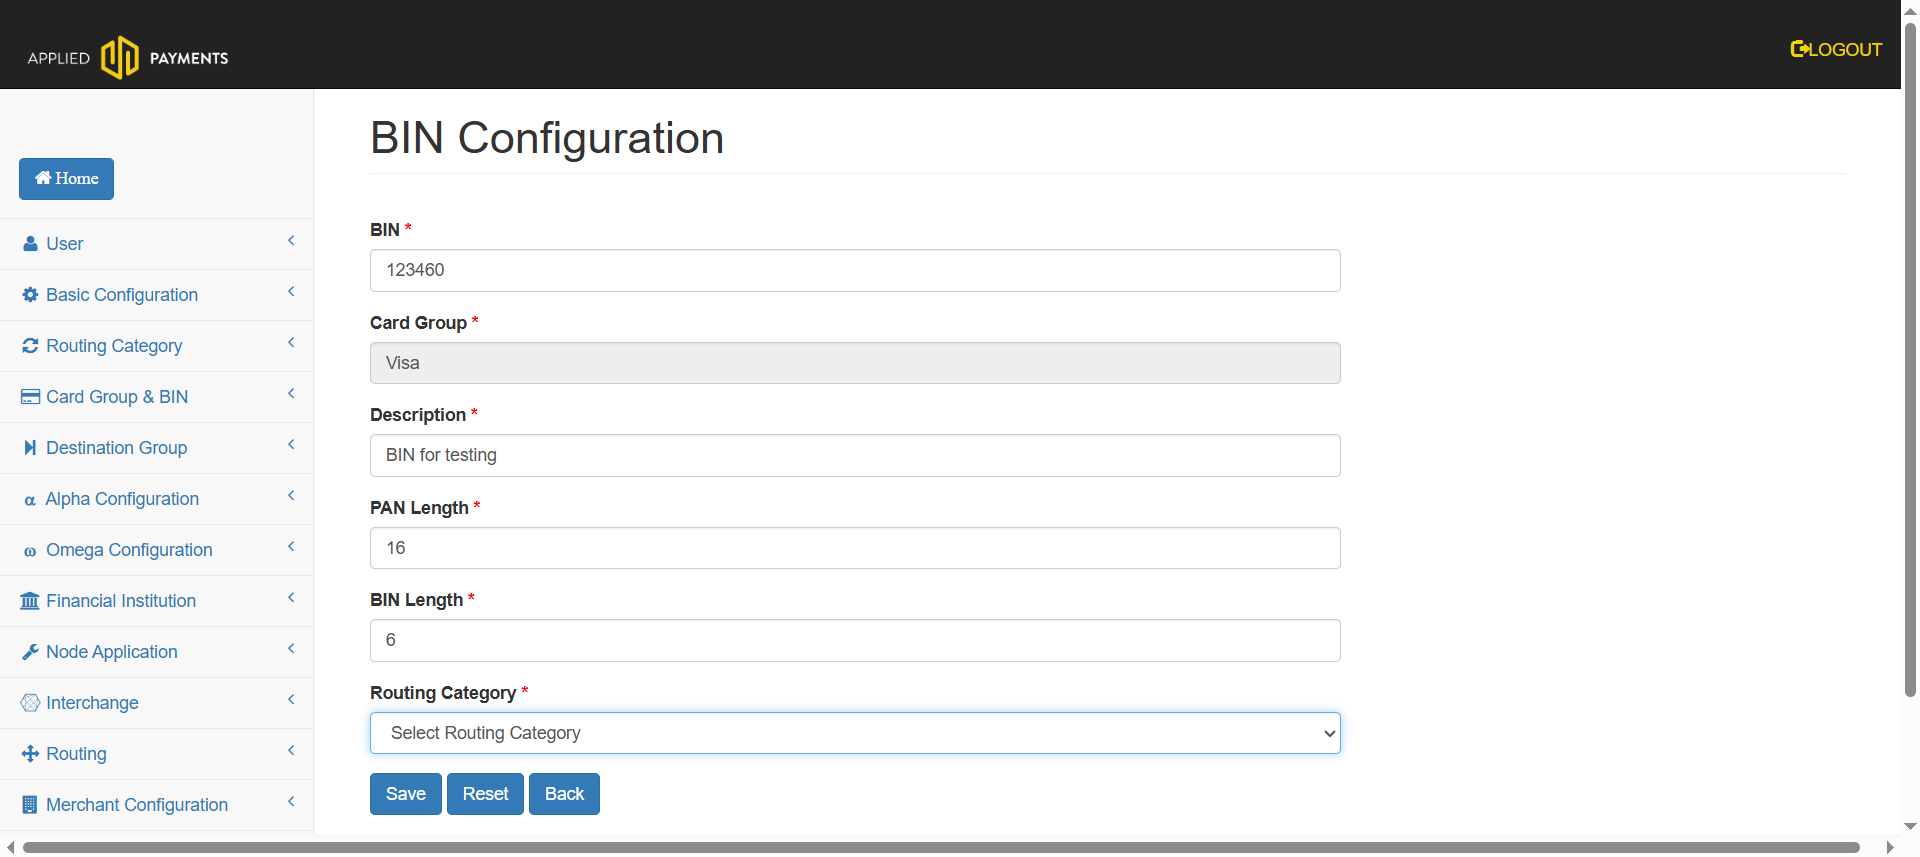 APPLIED PAYMENTS
LOGOUT
Home
User
Basic Configuration
Routing Category
Card Group & BIN
Destination Group
α Alpha Configuration
ω Omega Configuration
Financial Institution
Node Application
Interchange
Routing
Merchant Configuration
BIN Configuration
BIN *
123460
Card Group *
Visa
Description *
BIN for testing
PAN Length *
16
BIN Length *
6
Routing Category *
Select Routing Category
Save Reset Back